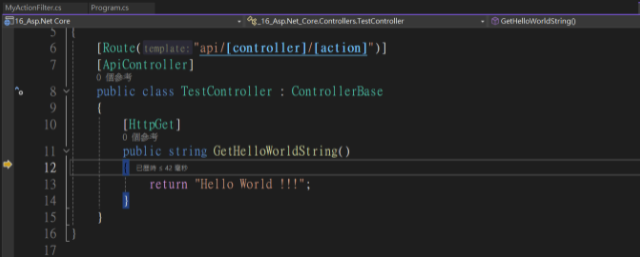 MyActionFilter.cs Program.cs
16_Asp.Net Core _16_Asp.Net_Core.Controllers.TestController GetHelloWorldString()
5 {
6 [Route(template:"api/[controller]/[action]")]
7 [ApiController]
0 個參考
8 public class TestController : ControllerBase
9 {
10 [HttpGet]
0 個參考
11 public string GetHelloWorldString()
12 { 已經過 ≤ 42 毫秒
13 return "Hello World !!!";
14 }
15 }
16 }
17